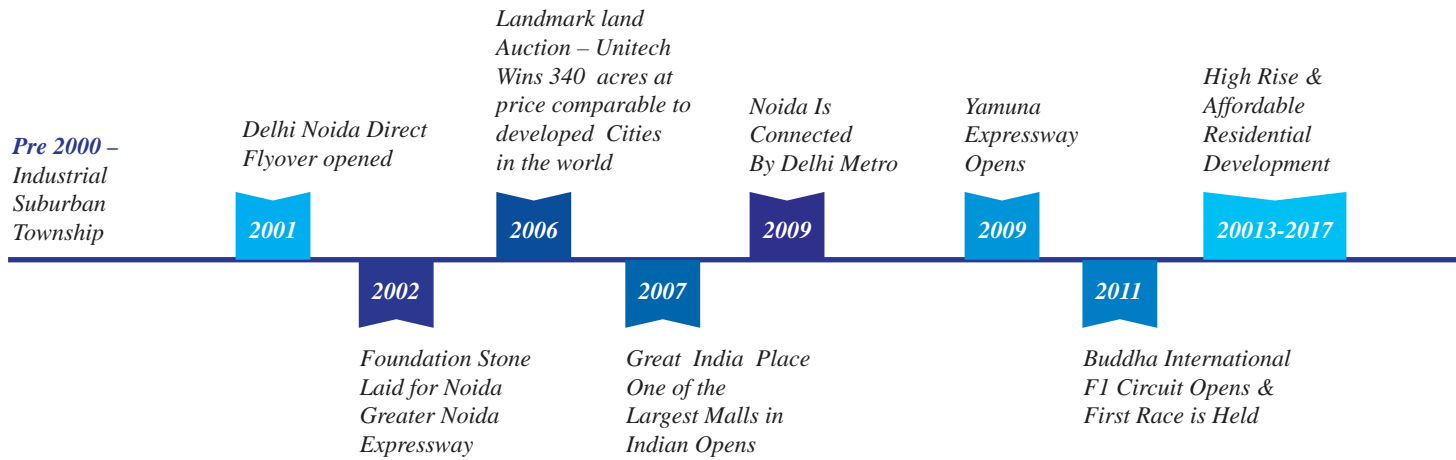 Pre 2000 –
Industrial
Suburban
Township
Delhi Noida Direct
Flyover opened
2001
2002
Foundation Stone
Laid for Noida
Greater Noida
Expressway
Landmark land
Auction – Unitech
Wins 340 acres at
price comparable to
developed Cities
in the world
2006
2007
Great India Place
One of the
Largest Malls in
Indian Opens
Noida Is
Connected
By Delhi Metro
2009
Yamuna
Expressway
Opens
2009
2011
Buddha International
F1 Circuit Opens &
First Race is Held
High Rise &
Affordable
Residential
Development
20013-2017